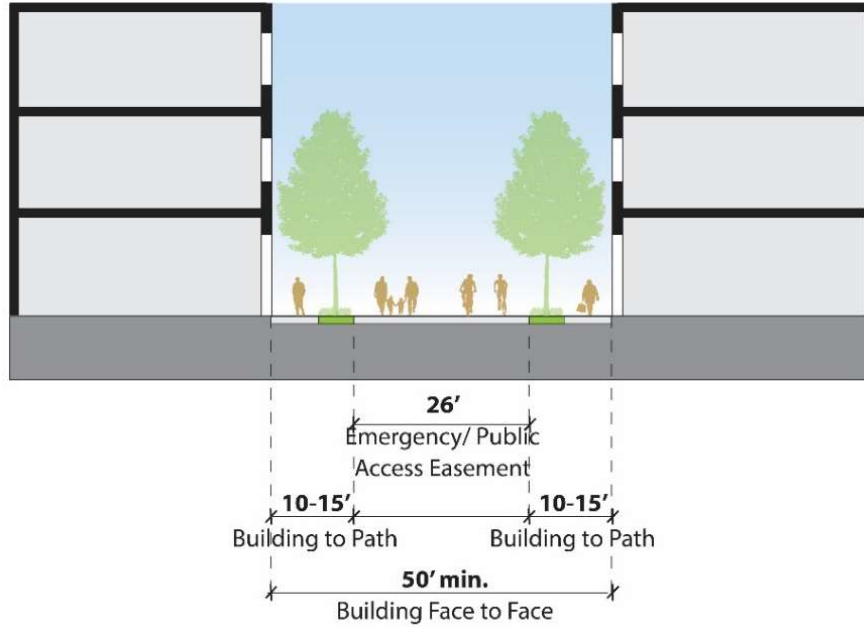 26’
Emergency/ Public
Access Easement
10-15’
Building to Path
10-15’
Building to Path
50’ min.
Building Face to Face